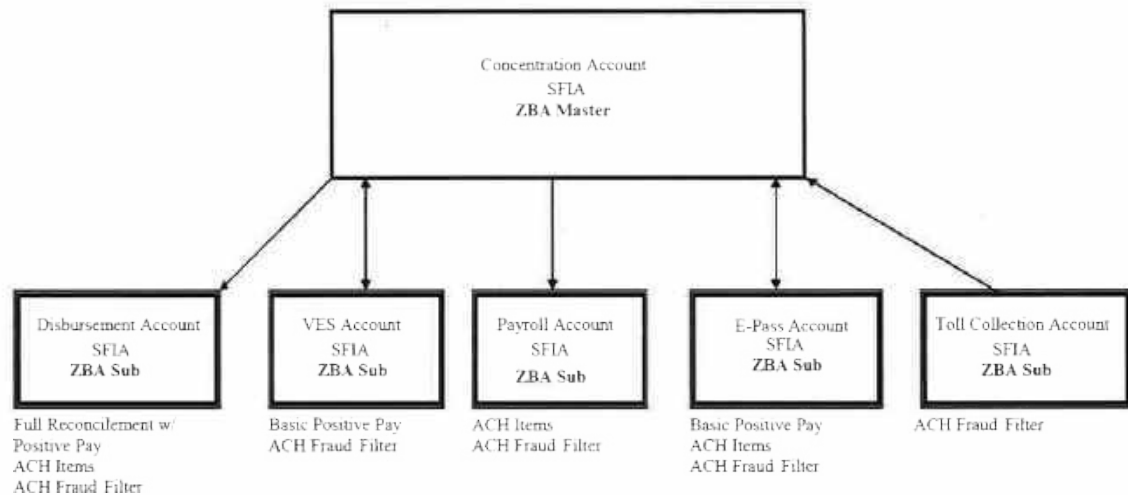 Concentration Account
SFIA
ZBA Master
Disbursement Account
SFIA
ZBA Sub
VES Account
SFIA
ZBA Sub
Payroll Account
SFIA
ZBA Sub
E-Pass Account
SFIA
ZBA Sub
Toll Collection Account
SFIA
ZBA Sub
Full Reconcilement w/
Positive Pay
ACH Items
ACH Fraud Filter
Basic Positive Pay
ACH Fraud Filter
ACH Items
ACH Fraud Filter
Basic Positive Pay
ACH Items
ACH Fraud Filter
ACH Fraud Filter